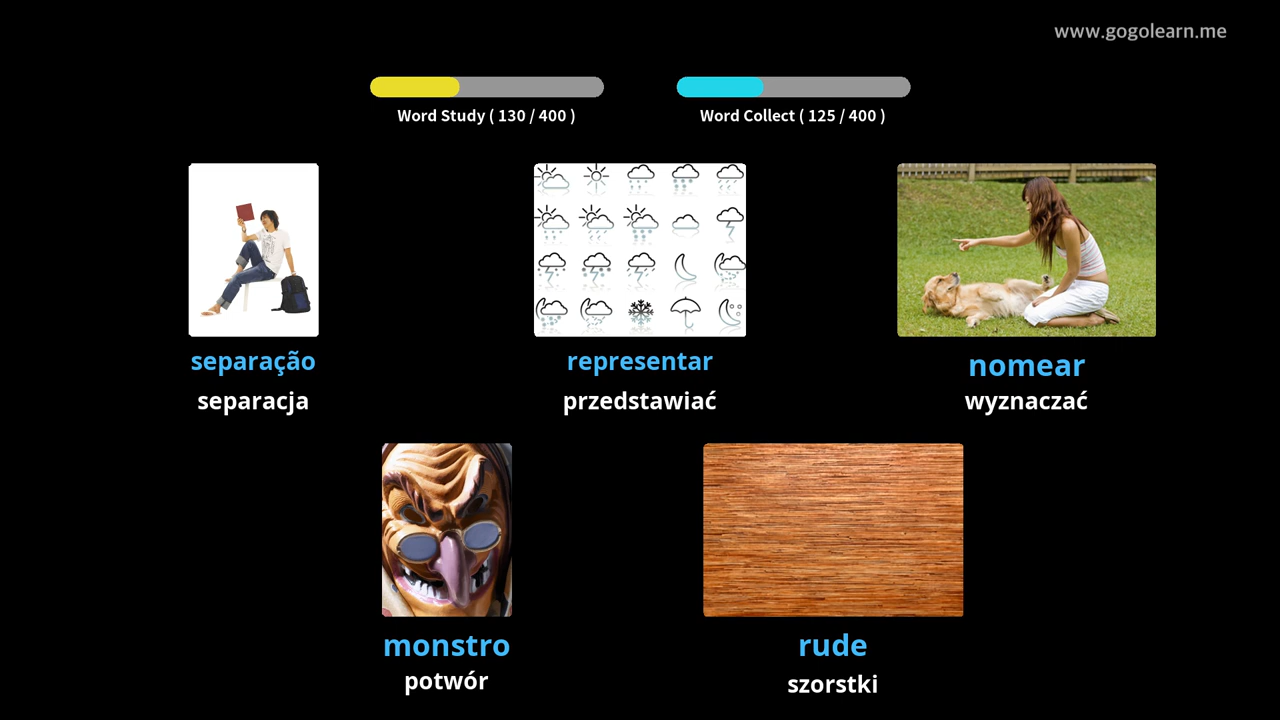 www.gogolearn.me
Word Study ( 130 / 400 )
Word Collect ( 125 / 400 )
separação
separacja
representar
przedstawiać
nomear
wyznaczać
monstro
potwór
rude
szorstki